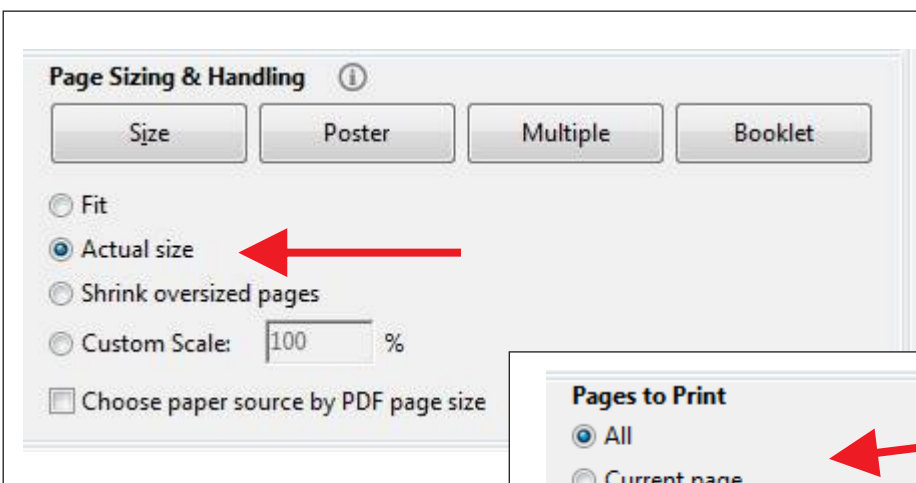 Page Sizing & Handling
Size Poster Multiple Booklet
Fit
Actual size
Shrink oversized pages
Custom Scale: 100 %
Choose paper source by PDF page size
Pages to Print
All
Current page